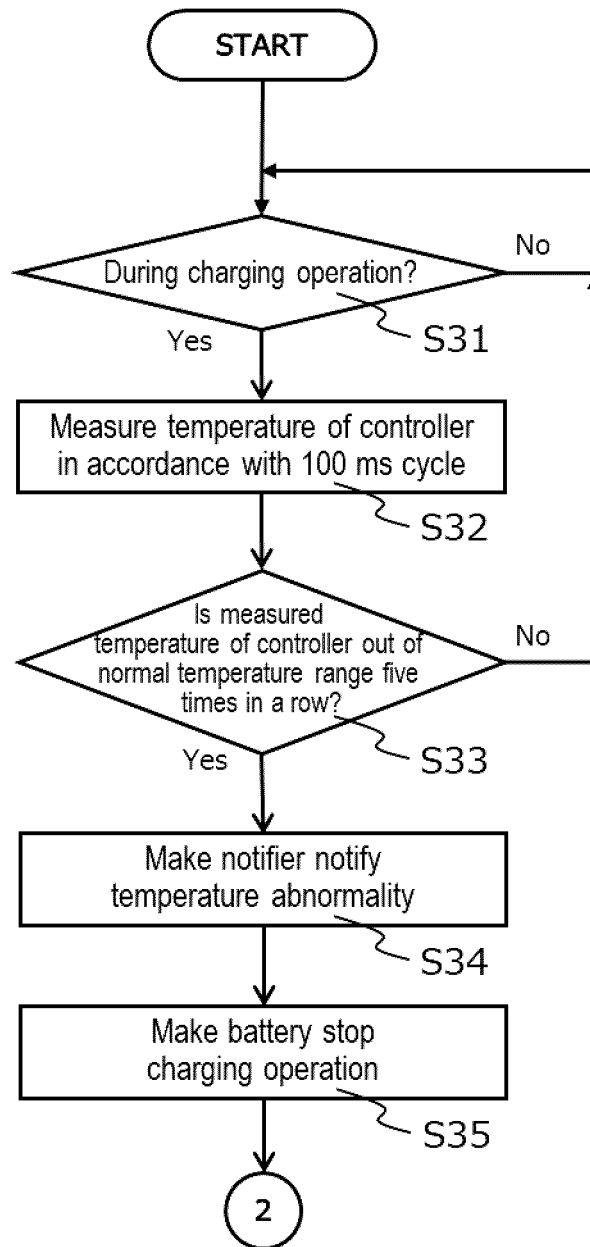 START
During charging operation?
No
S31
Yes
Measure temperature of controller
in accordance with 100 ms cycle
S32
Is measured
temperature of controller out of
normal temperature range five
times in a row?
No
S33
Yes
Make notifier notify
temperature abnormality
S34
Make battery stop
charging operation
S35
2